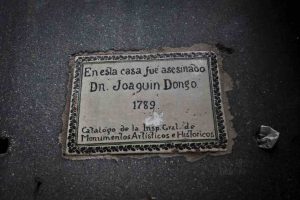 En esta casa fué asesinado
Dn. Joaquin Dongo
1789
Catalogo de la Insp. Gral. de
Monumentos Artisticos e Historicos.